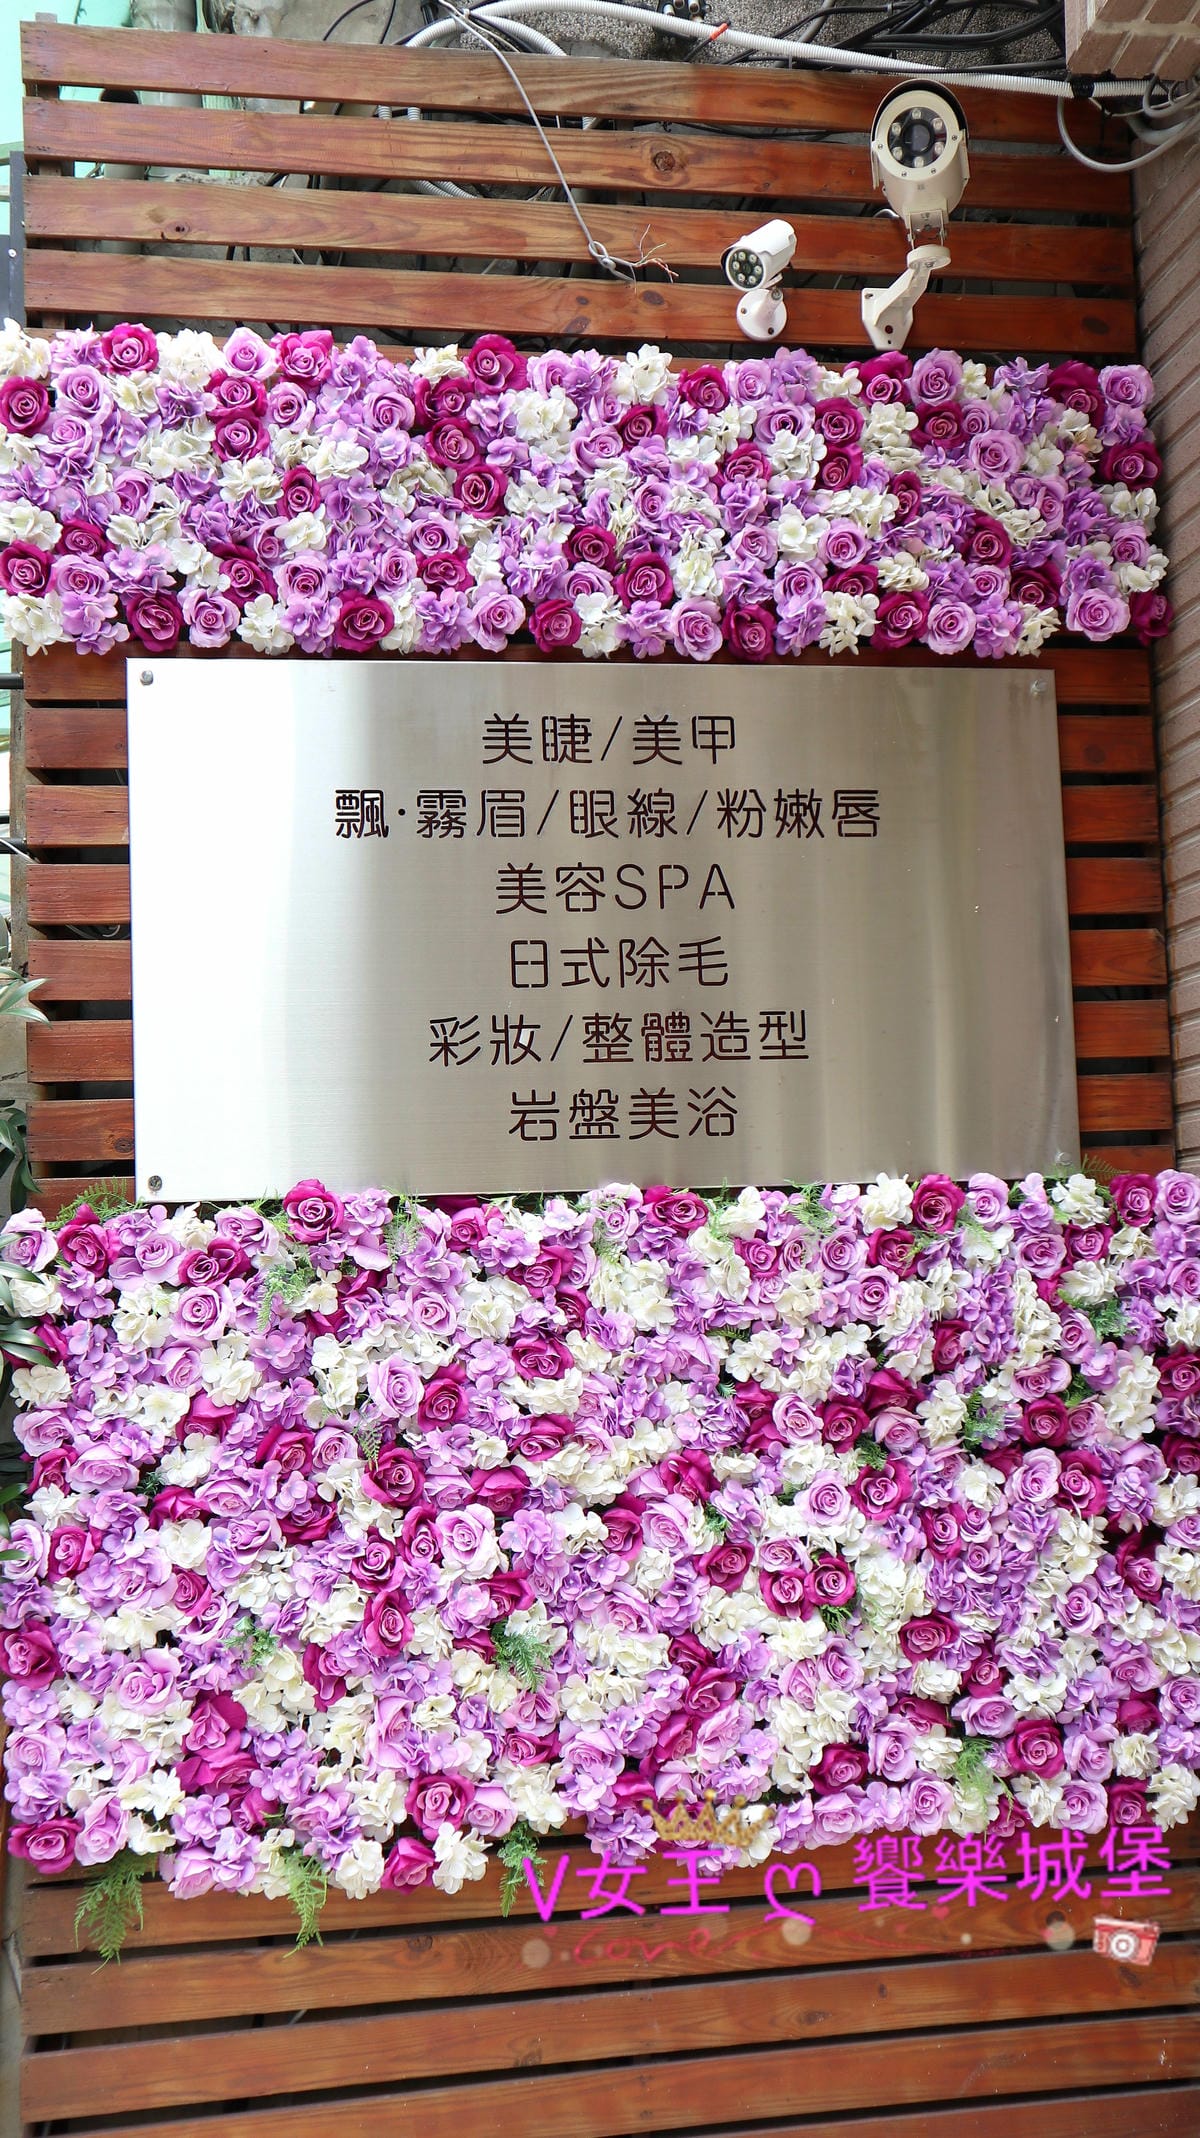 美睫/美甲
飄·霧眉/眼線/粉嫩唇
美容SPA
日式除毛
彩妝/整體造型
岩盤美浴
V女王ღ饗樂城堡
Love